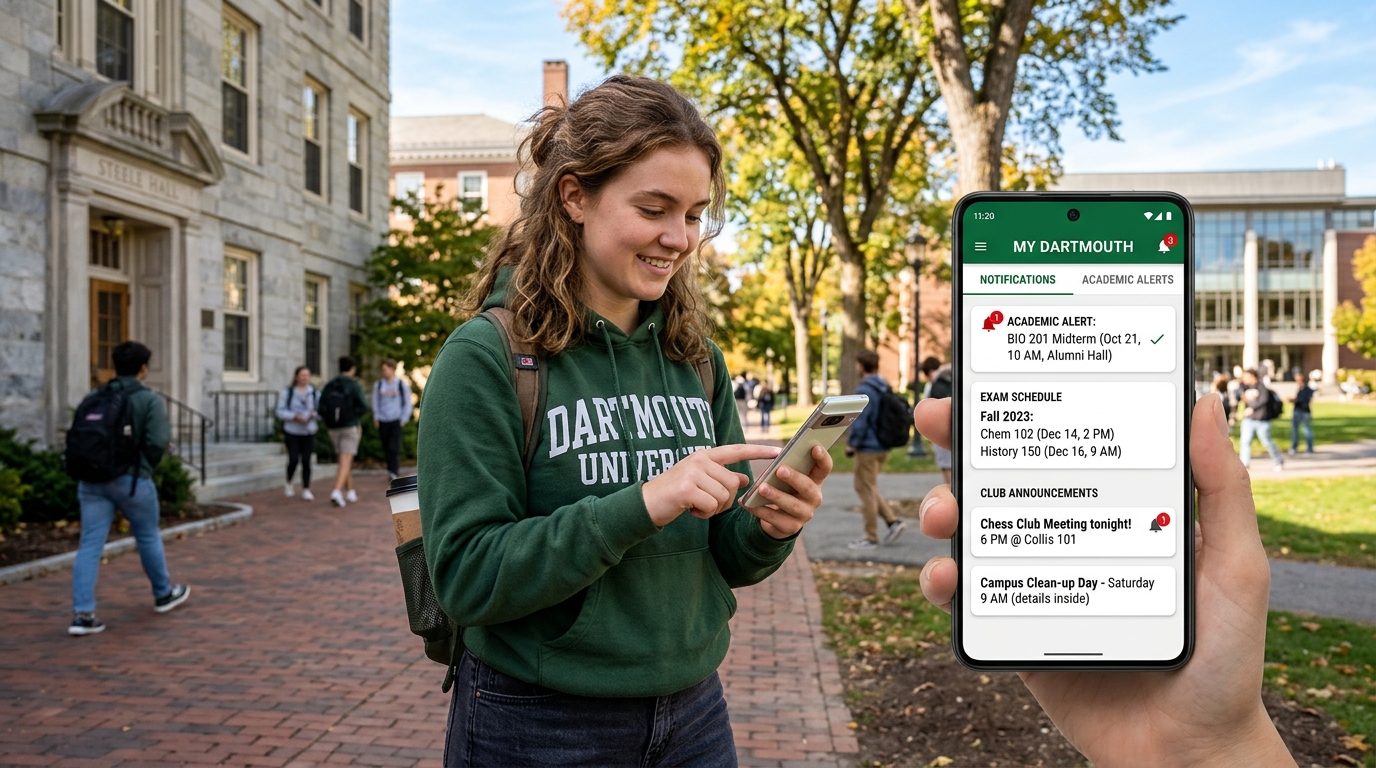 STEELE HALL
DARTMOUTH
UNIVERSI
11:20
MY DARTMOUTH
3
NOTIFICATIONS
ACADEMIC ALERTS
1
ACADEMIC ALERT:
BIO 201 Midterm (Oct 21,
10 AM, Alumni Hall)
EXAM SCHEDULE
Fall 2023:
Chem 102 (Dec 14, 2 PM)
History 150 (Dec 16, 9 AM)
CLUB ANNOUNCEMENTS
Chess Club Meeting tonight!
1
6 PM @ Collis 101
Campus Clean-up Day - Saturday
9 AM (details inside)